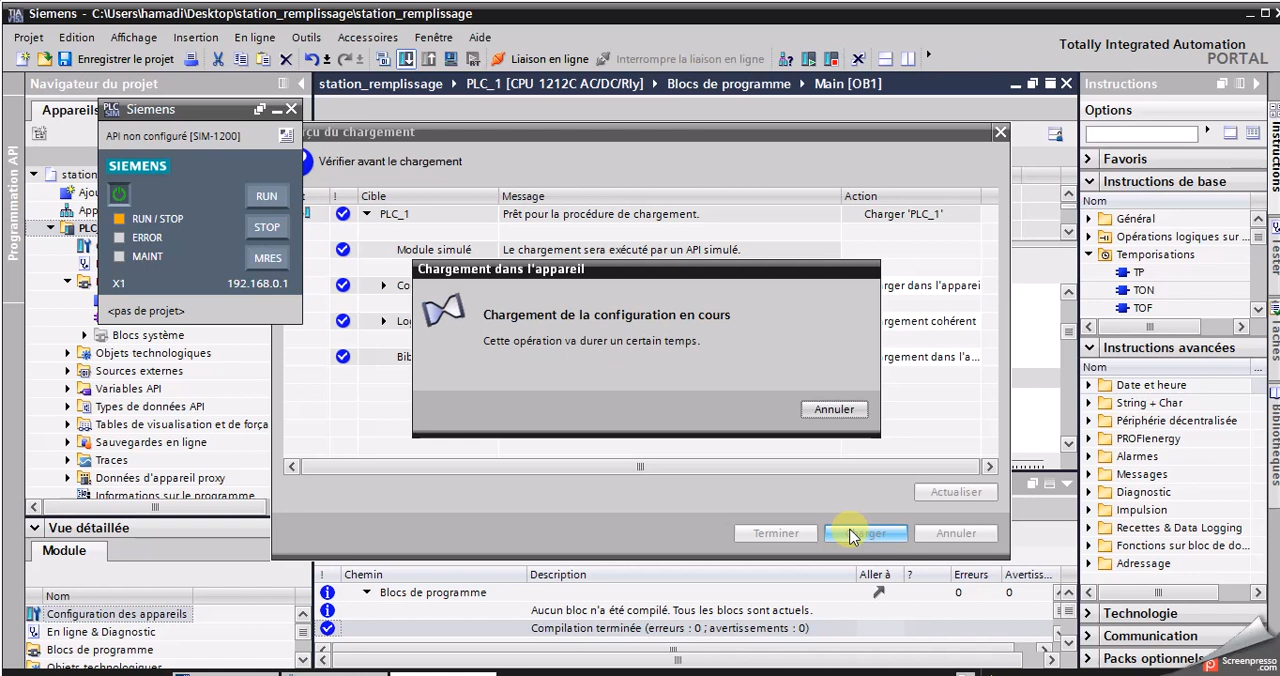 Siemens - C:\Users\hamadi\Desktop\station_remplissage\station_remplissage
Projet Edition Affichage Insertion En ligne Outils Accessoires Fenêtre Aide
Enregistrer le projet
Liaison en ligne
Interrompre la liaison en ligne
Totally Integrated Automation
PORTAL
Navigateur du projet
station_remplissage
PLC_1 [CPU 1212C AC/DC/Rly]
Blocs de programme
Main [OB1]
Instructions
Appareils
Programmation API
PLC SIM
Siemens
API non configuré [SIM-1200]
SIEMENS
RUN
RUN / STOP
STOP
ERROR
MAINT
MRES
X1 192.168.0.1
<pas de projet>
station
PLC
Blocs système
Objets technologiques
Sources externes
Variables API
Types de données API
Tables de visualisation et de força
Sauvegardes en ligne
Traces
Données d'appareil proxy
Informations sur le programme
Vue détaillée
Module
Nom
Configuration des appareils
En ligne & Diagnostic
Blocs de programme
Objets technologiques
du chargement
Vérifier avant le chargement
! Cible Message Action
PLC_1 Prêt pour la procédure de chargement. Charger 'PLC_1'
Module simulé Le chargement sera exécuté par un API simulé.
Chargement dans l'appareil
Chargement de la configuration en cours
Cette opération va durer un certain temps.
Annuler
Actualiser
Terminer
Annuler
! Chemin Description Aller à ? Erreurs Avertiss...
Blocs de programme 0 0
Aucun bloc n'a été compilé. Tous les blocs sont actuels.
Compilation terminée (erreurs : 0 ; avertissements : 0)
Options
Favoris
Instructions de base
Nom
Général
Opérations logiques sur ...
Temporisations
TP
TON
TOF
Instructions avancées
Nom ...
Date et heure
String + Char
Périphérie décentralisée
PROFIenergy
Alarmes
Messages
Diagnostic
Impulsion
Recettes & Data Logging
Fonctions sur bloc de do...
Adressage
Technologie
Communication
Packs optionnels
Instructions
Tester
Tâches
Bibliothèques
Screenpresso
.com